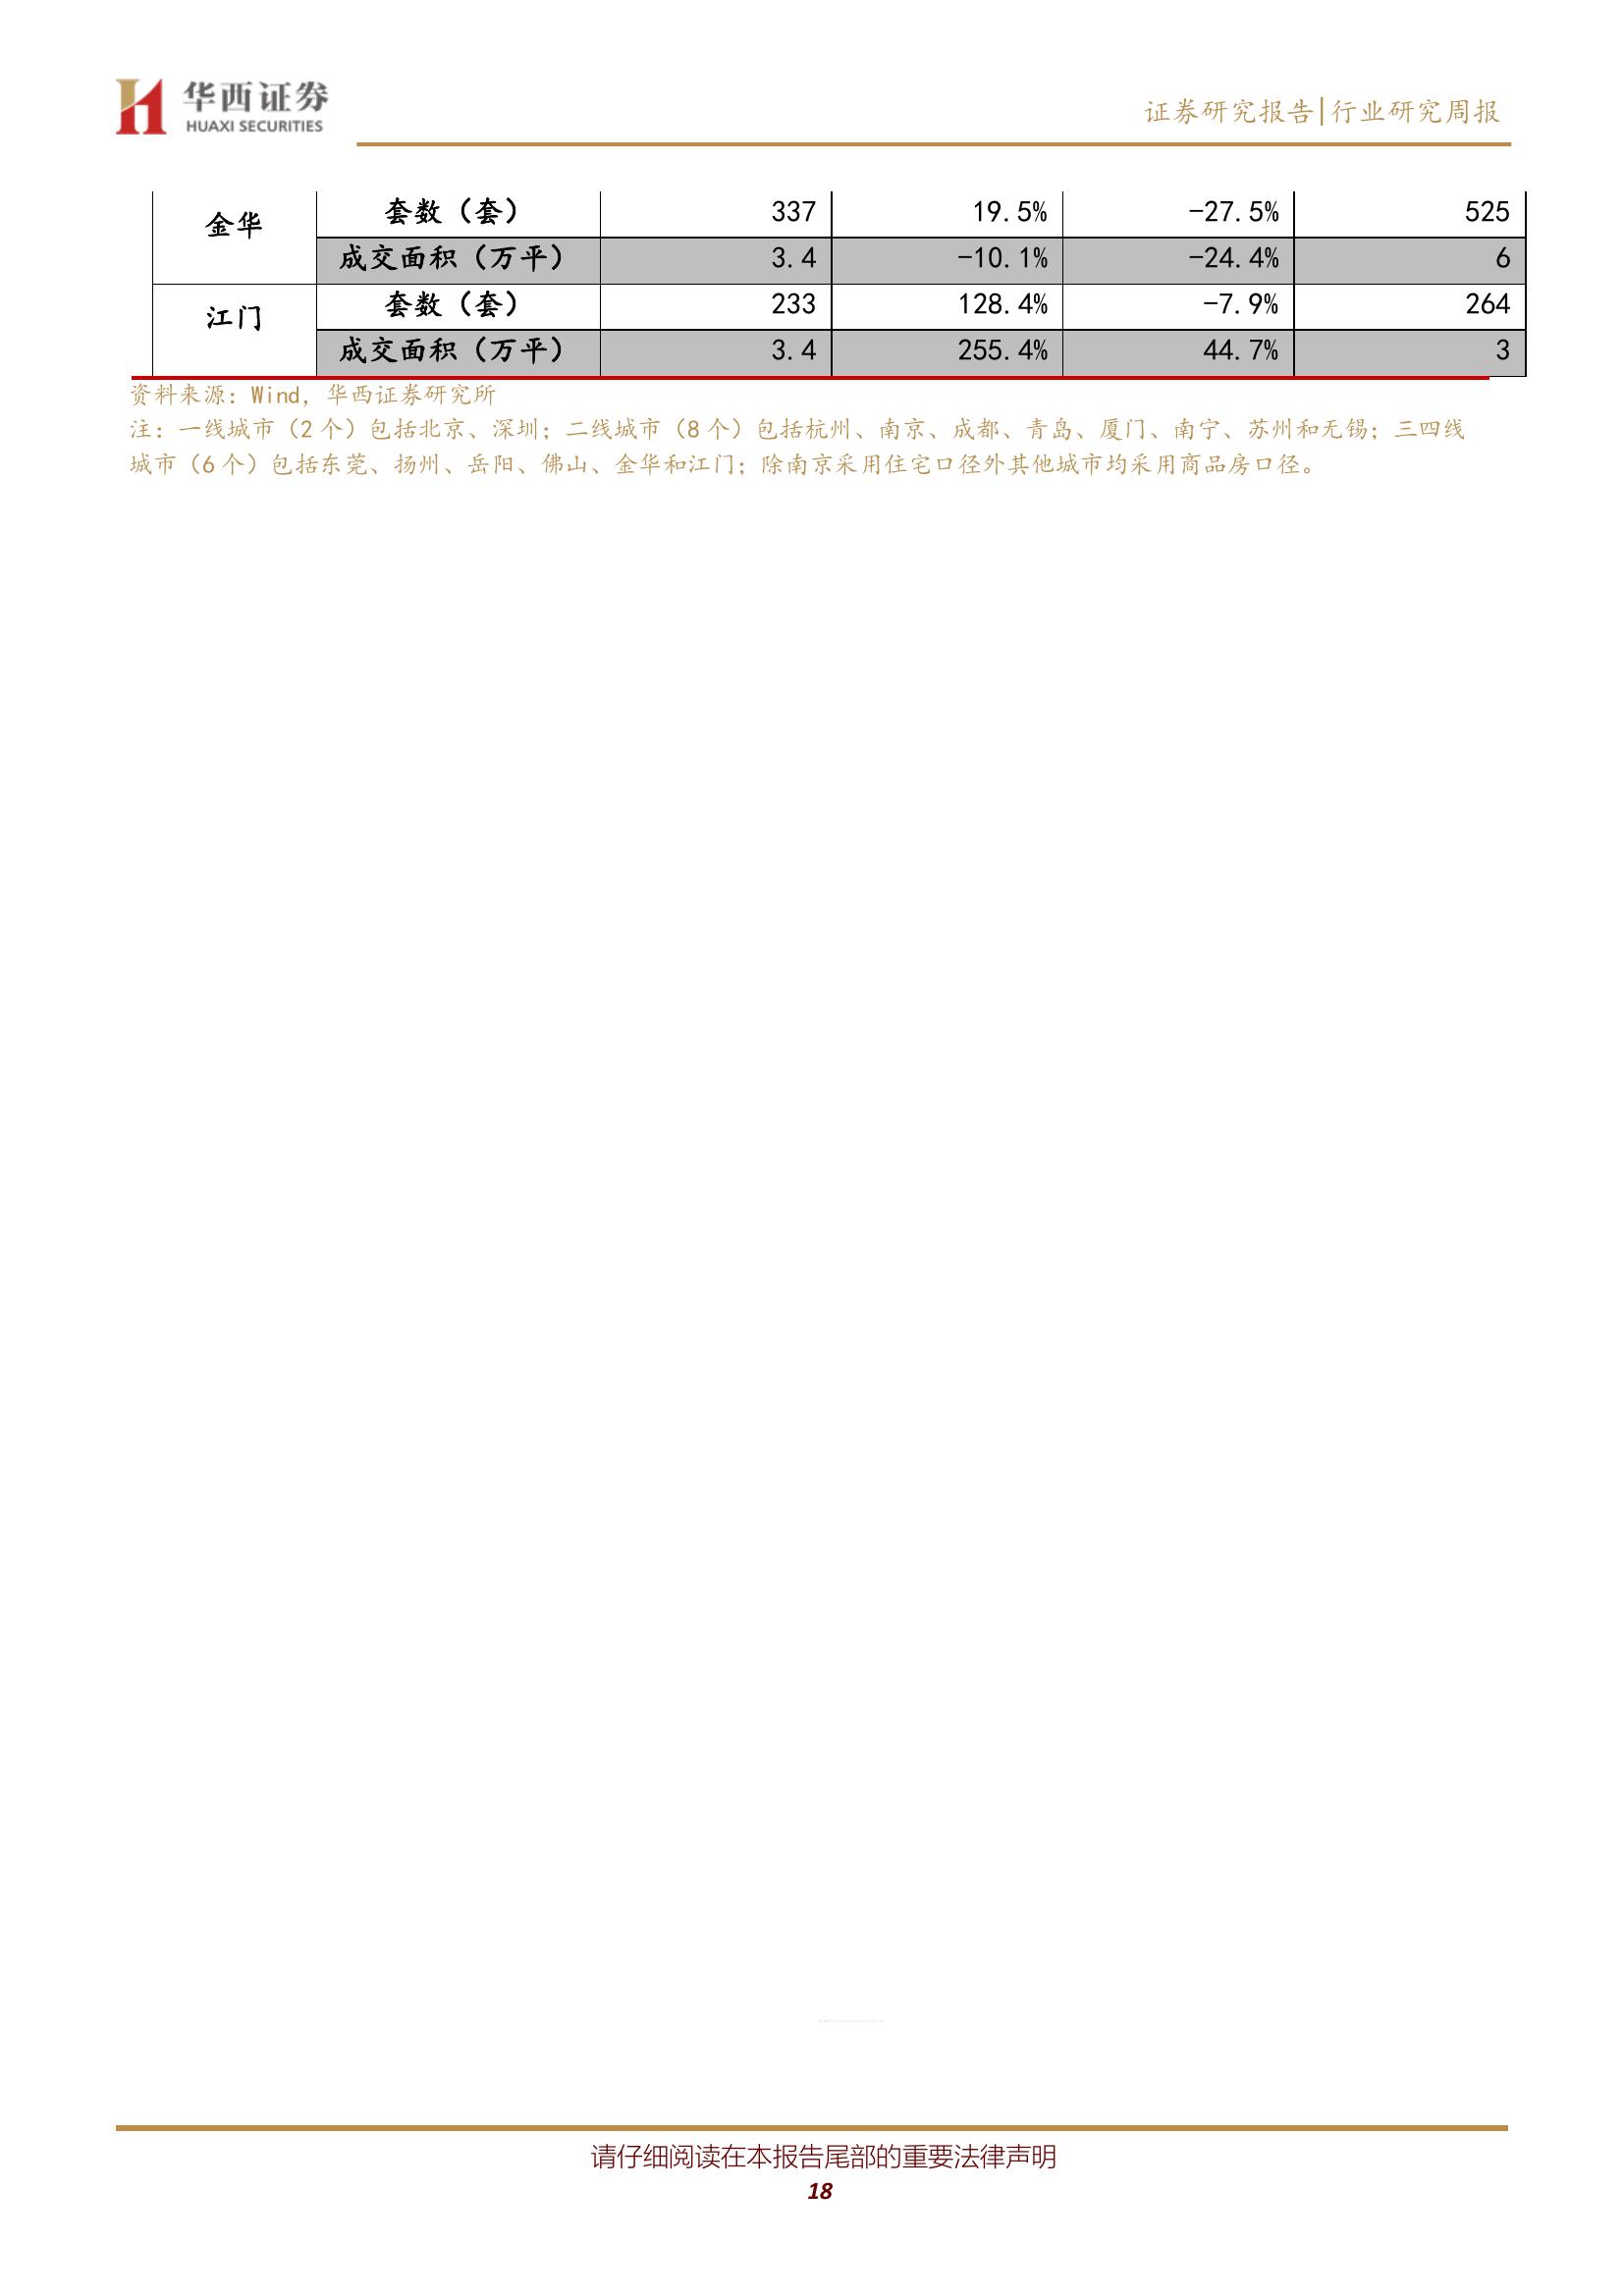 华西证券
HUAXI SECURITIES
证券研究报告|行业研究周报
金华 套数（套） 337 19.5% -27.5% 525
成交面积（万平） 3.4 -10.1% -24.4% 6
江门 套数（套） 233 128.4% -7.9% 264
成交面积（万平） 3.4 255.4% 44.7% 3
资料来源：Wind，华西证券研究所
注：一线城市（2 个）包括北京、深圳；二线城市（8 个）包括杭州、南京、成都、青岛、厦门、南宁、苏州和无锡；三四线
城市（6 个）包括东莞、扬州、岳阳、佛山、金华和江门；除南京采用住宅口径外其他城市均采用商品房口径。
请仔细阅读在本报告尾部的重要法律声明
18